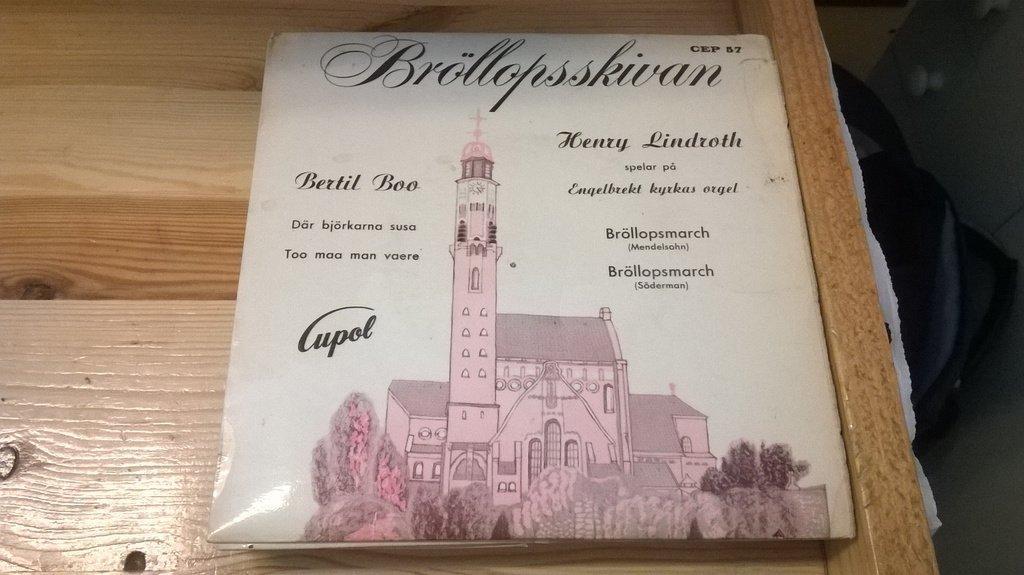 Bröllopsskivan
CEP 57
Bertil Boo
Där björkarna susa
Too maa man vaere
Cupol
Henry Lindroth
spelar på
Engelbrekt kyrkas orgel
Bröllopsmarch
(Mendelsohn)
Bröllopsmarch
(Söderman)